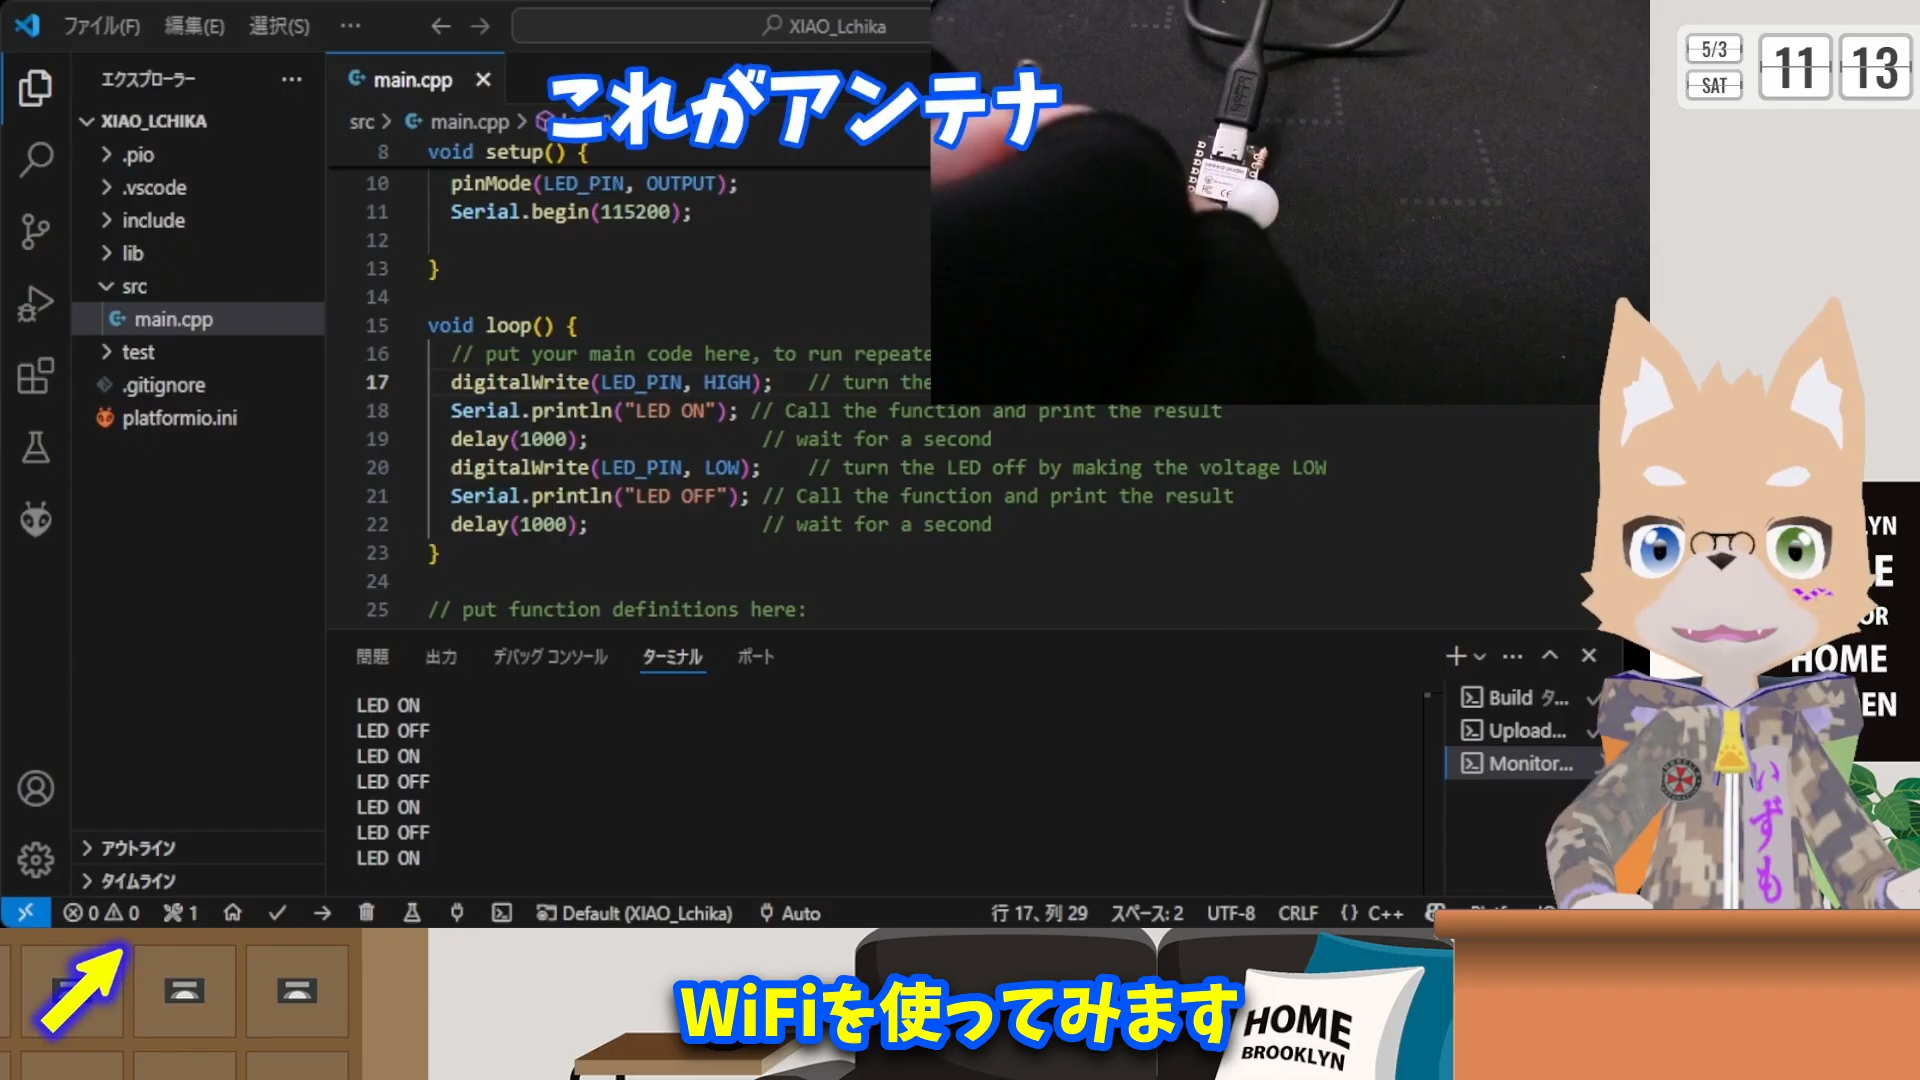 ファイル(F) 編集(E) 選択(S) ... XIAO_Lchika
エクスプローラー ...
XIAO_LCHIKA
.pio
.vscode
include
lib
src
main.cpp
test
.gitignore
platformio.ini
アウトライン
タイムライン
main.cpp
src > main.cpp >
これがアンテナ
8 void setup() {
10 pinMode(LED_PIN, OUTPUT);
11 Serial.begin(115200);
12
13 }
14
15 void loop() {
16 // put your main code here, to run repeate
17 digitalWrite(LED_PIN, HIGH); // turn the
18 Serial.println("LED ON"); // Call the function and print the result
19 delay(1000); // wait for a second
20 digitalWrite(LED_PIN, LOW); // turn the LED off by making the voltage LOW
21 Serial.println("LED OFF"); // Call the function and print the result
22 delay(1000); // wait for a second
23 }
24
25 // put function definitions here:
問題 出力 デバッグ コンソール ターミナル ポート
LED ON
LED OFF
LED ON
LED OFF
LED ON
LED OFF
LED ON
Build タ...
Upload...
Monitor...
0 0 1 Default (XIAO_Lchika) Auto 行 17、列 29 スペース: 2 UTF-8 CRLF {} C++
5/3
SAT
11 13
YN
E
OR
HOME
EN
いずも
WiFiを使ってみます
HOME
BROOKLYN